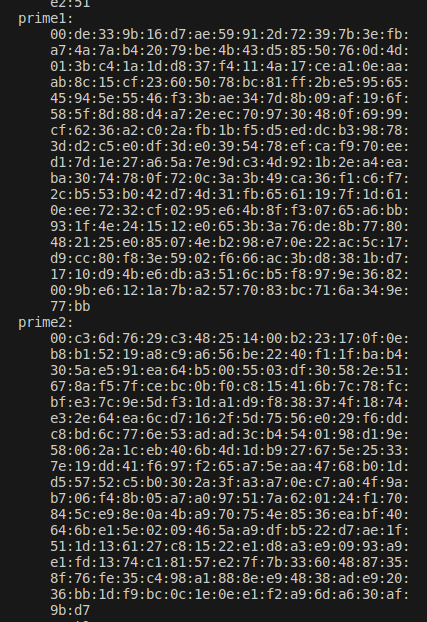 e2:51
prime1:
00:de:33:9b:16:d7:ae:59:91:2d:72:39:7b:3e:fb:
a7:4a:7a:b4:20:79:be:4b:43:d5:85:50:76:0d:4d:
01:3b:c4:1a:1d:d8:37:f4:11:4a:17:ce:a1:0e:aa:
ab:8c:15:cf:23:60:50:78:bc:81:ff:2b:e5:95:65:
45:94:5e:55:46:f3:3b:ae:34:7d:8b:09:af:19:6f:
58:5f:8d:88:d4:a7:2e:ec:70:97:30:48:0f:69:99:
cf:62:36:a2:c0:2a:fb:1b:f5:d5:ed:dc:b3:98:78:
3d:d2:c5:e0:df:3d:e0:39:54:78:ef:ca:f9:70:ee:
d1:7d:1e:27:a6:5a:7e:9d:c3:4d:92:1b:2e:a4:ea:
ba:30:74:78:0f:72:0c:3a:3b:49:ca:36:f1:c6:f7:
2c:b5:53:b0:42:d7:4d:31:fb:65:61:19:7f:1d:61:
0e:ee:72:32:cf:02:95:e6:4b:8f:f3:07:65:a6:bb:
93:1f:4e:24:15:12:e0:65:3b:3a:76:de:8b:77:80:
48:21:25:e0:85:07:4e:b2:98:e7:0e:22:ac:5c:17:
d9:cc:80:f8:3e:59:02:f6:66:ac:3b:d8:38:1b:d7:
17:10:d9:4b:e6:db:a3:51:6c:b5:f8:97:9e:36:82:
00:9b:e6:12:1a:7b:a2:57:70:83:bc:71:6a:34:9e:
77:bb
prime2:
00:c3:6d:76:29:c3:48:25:14:00:b2:23:17:0f:0e:
b8:b1:52:19:a8:c9:a6:56:be:22:40:f1:1f:ba:b4:
30:5a:e5:91:ea:64:b5:00:55:03:df:30:58:2e:51:
67:8a:f5:7f:ce:bc:0b:f0:c8:15:41:6b:7c:78:fc:
bf:e3:7c:9e:5d:f3:1d:a1:d9:f8:38:37:4f:18:74:
e3:2e:64:ea:6c:d7:16:2f:5d:75:56:e0:29:f6:dd:
c8:bd:6c:77:6e:53:ad:ad:3c:b4:54:01:98:d1:9e:
58:06:2a:1c:eb:40:6b:4d:1d:b9:27:67:5e:25:33:
7e:19:dd:41:f6:97:f2:65:a7:5e:aa:47:68:b0:1d:
d5:57:52:c5:b0:30:2a:3f:a3:a7:0e:c7:a0:4f:9a:
b7:06:f4:8b:05:a7:a0:97:51:7a:62:01:24:f1:70:
84:5c:e9:8e:0a:4b:a9:70:75:4e:85:36:ea:bf:40:
64:6b:e1:5e:02:09:46:5a:a9:df:b5:22:d7:ae:1f:
51:1d:13:61:27:c8:15:22:e1:d8:a3:e9:09:93:a9:
e1:fd:13:74:c1:81:57:e2:7f:7b:33:60:48:87:35:
8f:76:fe:35:c4:98:a1:88:8e:e9:48:38:ad:e9:20:
36:bb:1d:f9:bc:0c:1e:0e:e1:f2:a9:6d:a6:30:af:
9b:d7